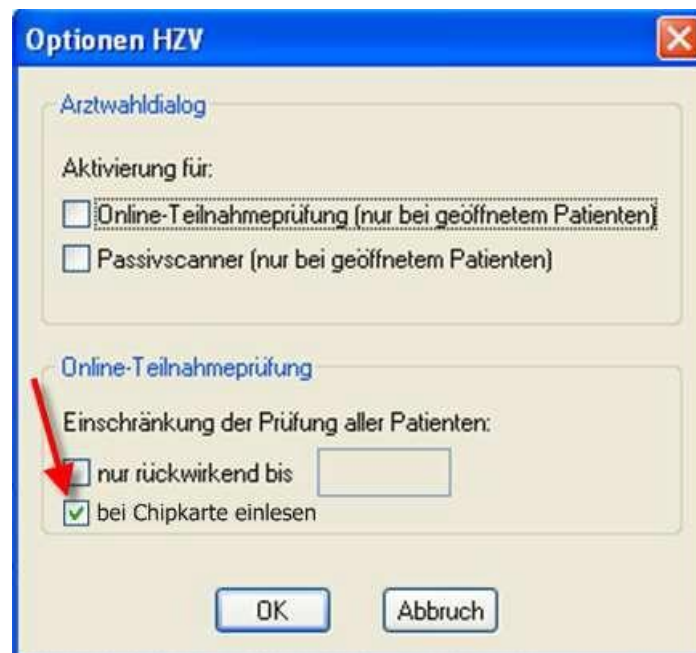 Optionen HZV
Arztwahldialog
Aktivierung für:
Online-Teilnahmeprüfung (nur bei geöffnetem Patienten)
Passivscanner (nur bei geöffnetem Patienten)
Online-Teilnahmeprüfung
Einschränkung der Prüfung aller Patienten:
nur rückwirkend bis
bei Chipkarte einlesen
OK Abbruch